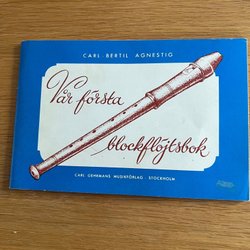 CARL BERTIL AGNESTIG
Vår första
blockflöjtsbok
CARL GEHRMANS MUSIKFÖRLAG · STOCKHOLM